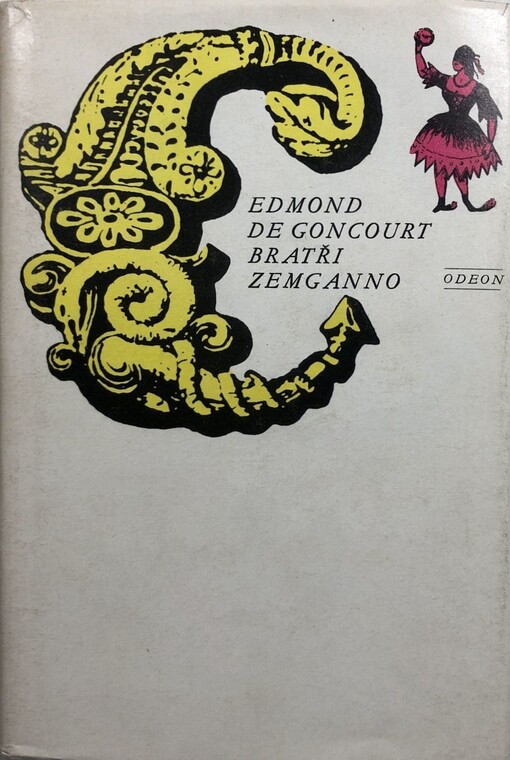 EDMOND
DE GONCOURT
BRATŘI
ZEMGANNO
ODEON